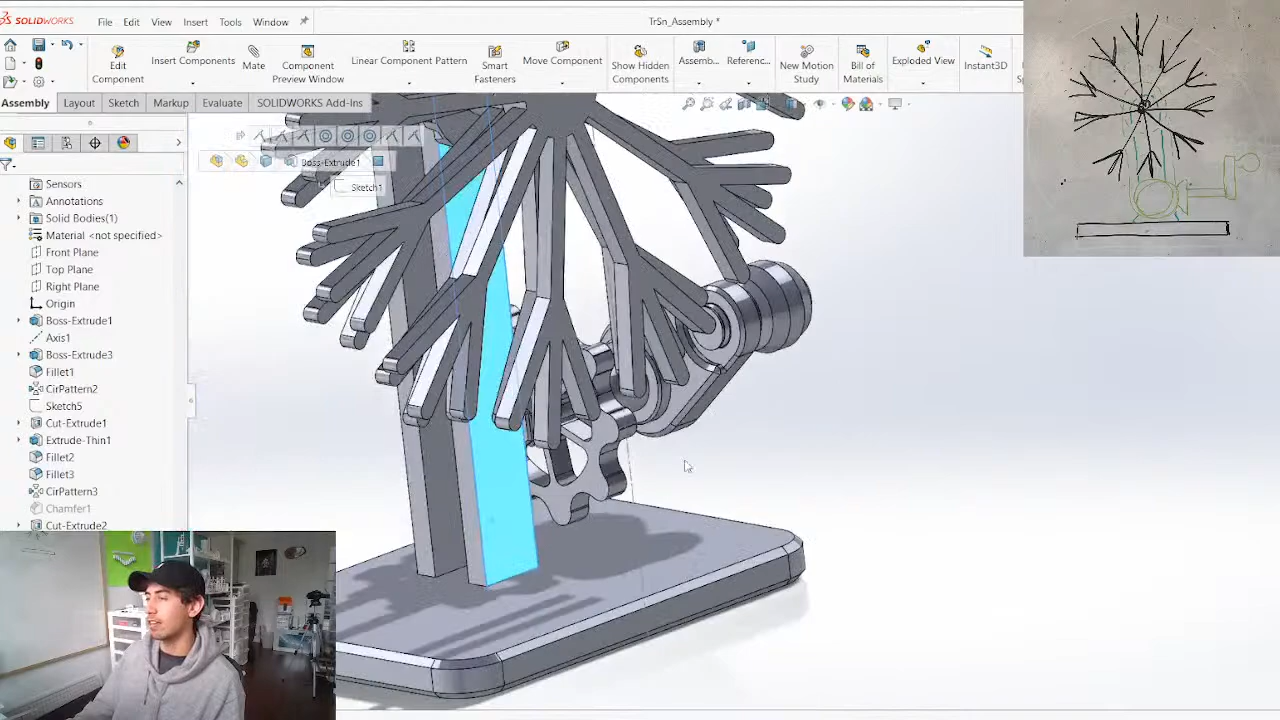 SOLIDWORKS File Edit View Insert Tools Window TrSn_Assembly *
Edit Component Insert Components Mate Component Preview Window Linear Component Pattern Smart Fasteners Move Component Show Hidden Components Assemb... Referenc... New Motion Study Bill of Materials Exploded View Instant3D
Assembly Layout Sketch Markup Evaluate SOLIDWORKS Add-Ins
Boss-Extrude1
Sketch1
Sensors
Annotations
Solid Bodies(1)
Material <not specified>
Front Plane
Top Plane
Right Plane
Origin
Boss-Extrude1
Axis1
Boss-Extrude3
Fillet1
CirPattern2
Sketch5
Cut-Extrude1
Extrude-Thin1
Fillet2
Fillet3
CirPattern3
Chamfer1
Cut-Extrude2